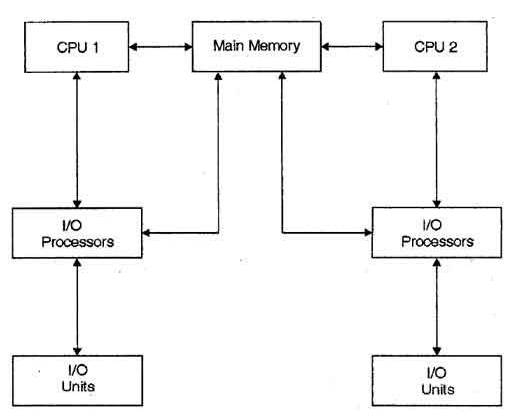 CPU 1
Main Memory
CPU 2
I/O
Processors
I/O
Processors
I/O
Units
I/O
Units